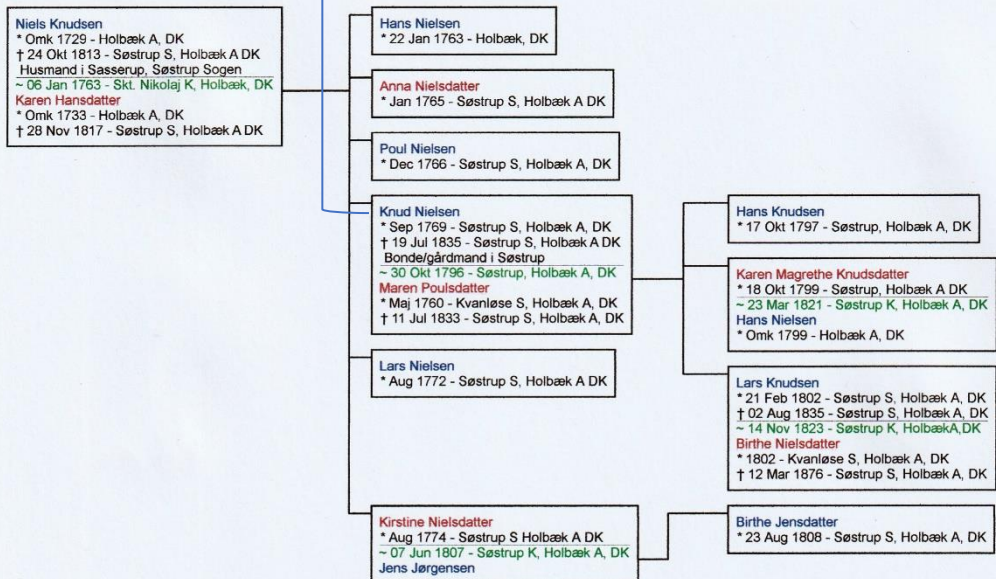 Niels Knudsen
* Omk 1729 - Holbæk A, DK
† 24 Okt 1813 - Søstrup S, Holbæk A DK
Husmand i Sasserup, Søstrup Sogen
~ 06 Jan 1763 - Skt. Nikolaj K, Holbæk, DK
Karen Hansdatter
* Omk 1733 - Holbæk A, DK
† 28 Nov 1817 - Søstrup S, Holbæk A DK
Hans Nielsen
* 22 Jan 1763 - Holbæk, DK
Anna Nielsdatter
* Jan 1765 - Søstrup S, Holbæk A DK
Poul Nielsen
* Dec 1766 - Søstrup S, Holbæk A, DK
Knud Nielsen
* Sep 1769 - Søstrup S, Holbæk A, DK
† 19 Jul 1835 - Søstrup S, Holbæk A DK
Bonde/gårdmand i Søstrup
~ 30 Okt 1796 - Søstrup, Holbæk A, DK
Maren Poulsdatter
* Maj 1760 - Kvanløse S, Holbæk A, DK
† 11 Jul 1833 - Søstrup S, Holbæk A, DK
Lars Nielsen
* Aug 1772 - Søstrup S, Holbæk A DK
Kirstine Nielsdatter
* Aug 1774 - Søstrup S Holbæk A DK
~ 07 Jun 1807 - Søstrup K, Holbæk A, DK
Jens Jørgensen
Hans Knudsen
* 17 Okt 1797 - Søstrup S, Holbæk A, DK
Karen Magrethe Knudsdatter
* 18 Okt 1799 - Søstrup, Holbæk A, DK
~ 23 Mar 1821 - Søstrup K, Holbæk A, DK
Hans Nielsen
* Omk 1799 - Holbæk A, DK
Lars Knudsen
* 21 Feb 1802 - Søstrup S, Holbæk A, DK
† 02 Aug 1835 - Søstrup S, Holbæk A, DK
~ 14 Nov 1823 - Søstrup K, HolbækA,DK
Birthe Nielsdatter
* 1802 - Kvanløse S, Holbæk A, DK
† 12 Mar 1876 - Søstrup S, Holbæk A, DK
Birthe Jensdatter
* 23 Aug 1808 - Søstrup S, Holbæk A, DK